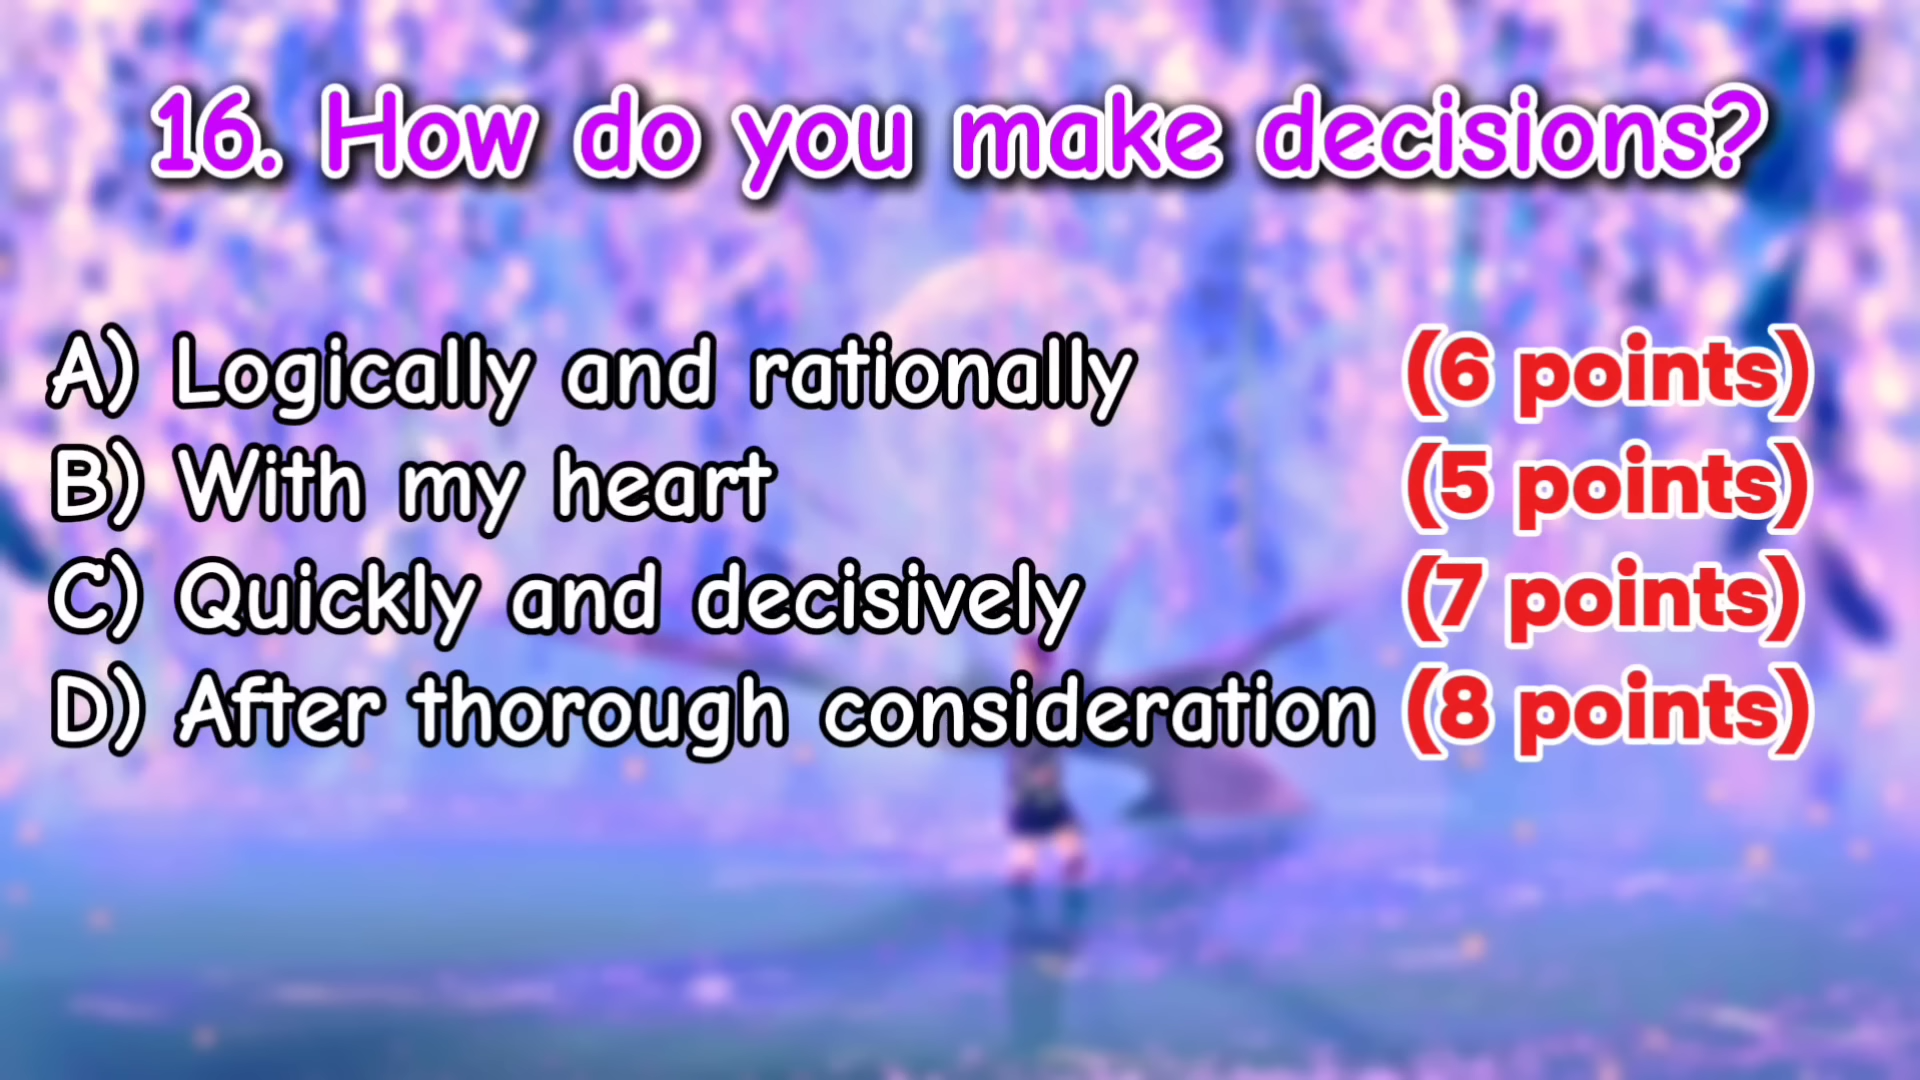 16. How do you make decisions?
A) Logically and rationally (6 points)
B) With my heart (5 points)
C) Quickly and decisively (7 points)
D) After thorough consideration (8 points)